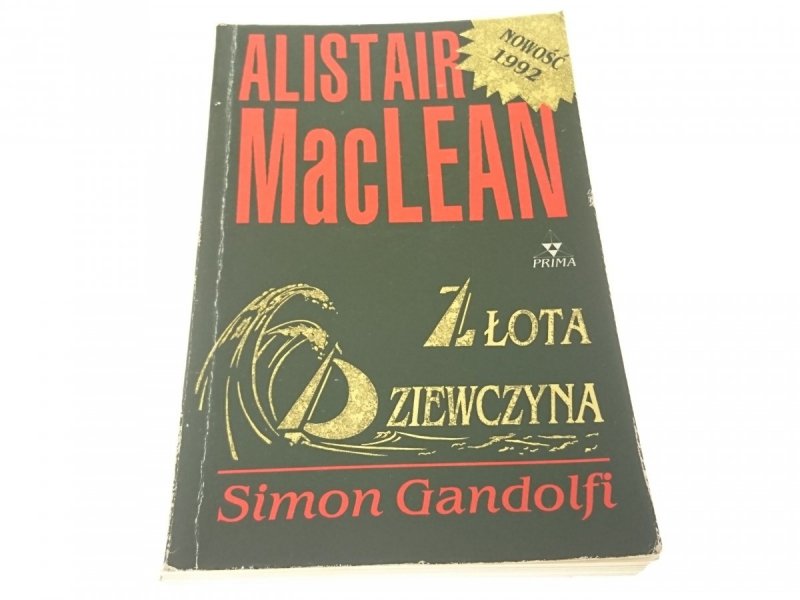 ALISTAIR
MacLEAN
NOWOŚĆ
1992
PRIMA
ZŁOTA
DZIEWCZYNA
Simon Gandolfi